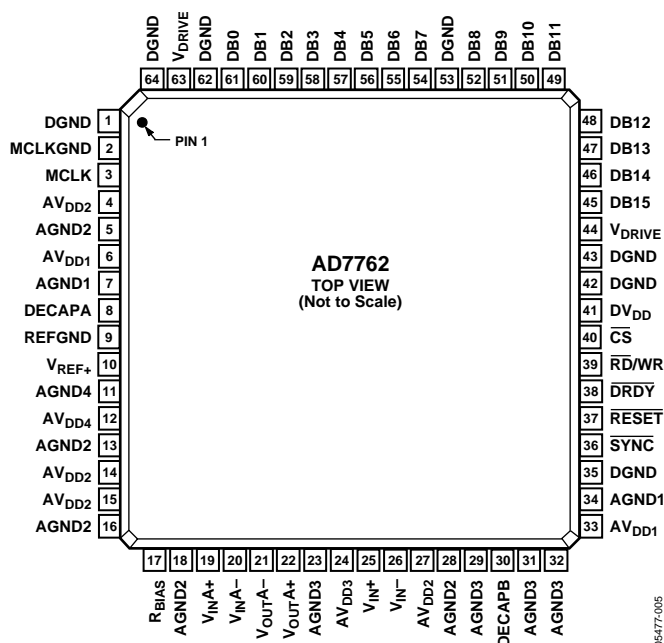 DGND
VDRIVE
DGND
DB0
DB1
DB2
DB3
DB4
DB5
DB6
DB7
DGND
DB8
DB9
DB10
DB11
64 63 62 61 60 59 58 57 56 55 54 53 52 51 50 49
DGND 1
MCLKGND 2
MCLK 3
AVDD2 4
AGND2 5
AVDD1 6
AGND1 7
DECAPA 8
REFGND 9
VREF+ 10
AGND4 11
AVDD4 12
AGND2 13
AVDD2 14
AVDD2 15
AGND2 16
PIN 1
AD7762
TOP VIEW
(Not to Scale)
48 DB12
47 DB13
46 DB14
45 DB15
44 VDRIVE
43 DGND
42 DGND
41 DVDD
40 CS
39 RD/WR
38 DRDY
37 RESET
36 SYNC
35 DGND
34 AGND1
33 AVDD1
17 18 19 20 21 22 23 24 25 26 27 28 29 30 31 32
RBIAS
AGND2
VINA+
VINA–
VOUTA–
VOUTA+
AGND3
AVDD3
VIN+
VIN–
AVDD2
AGND2
AGND3
DECAPB
AGND3
AGND3
05477-005